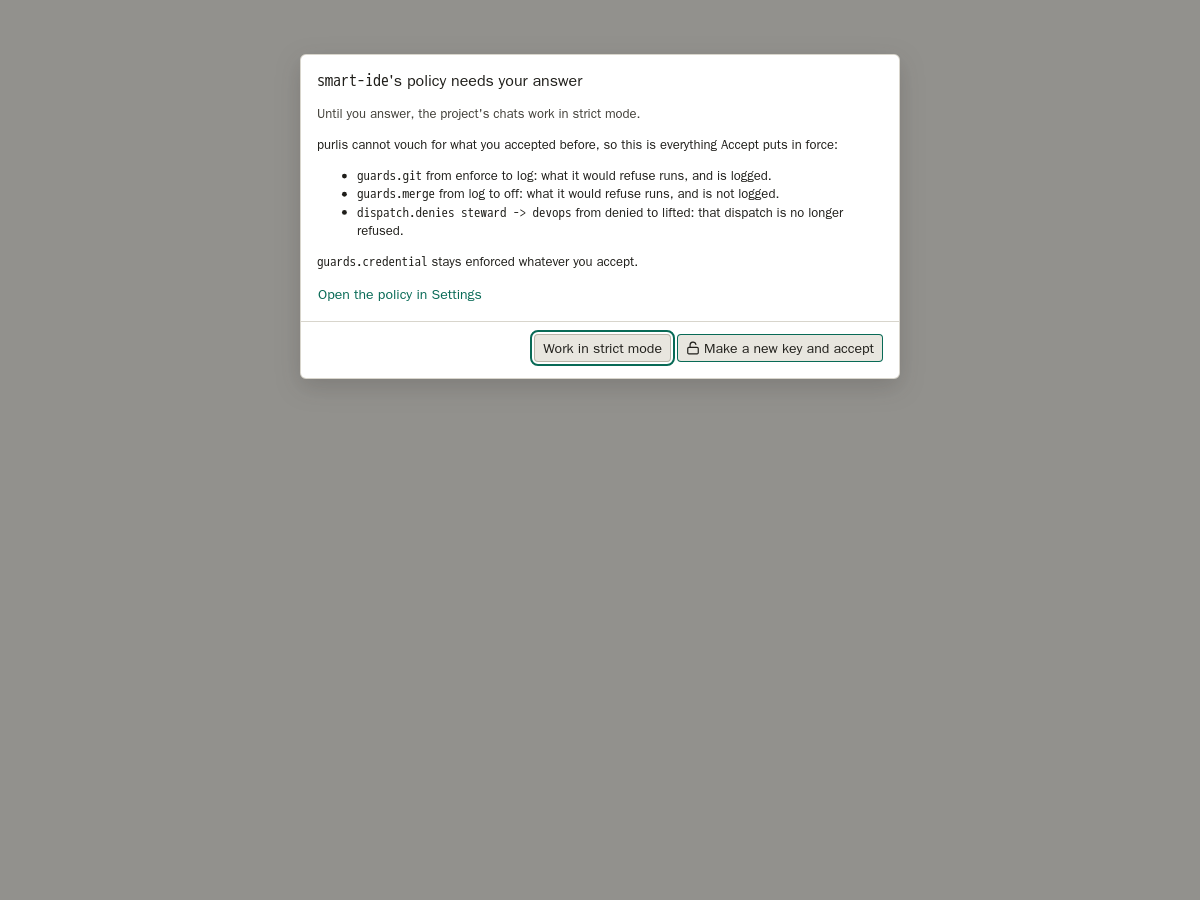 smart-ide's policy needs your answer
Until you answer, the project's chats work in strict mode.
purlis cannot vouch for what you accepted before, so this is everything Accept puts in force:
• guards.git from enforce to log: what it would refuse runs, and is logged.
• guards.merge from log to off: what it would refuse runs, and is not logged.
• dispatch.denies steward -> devops from denied to lifted: that dispatch is no longer
refused.
guards.credential stays enforced whatever you accept.
Open the policy in Settings
Work in strict mode
Make a new key and accept